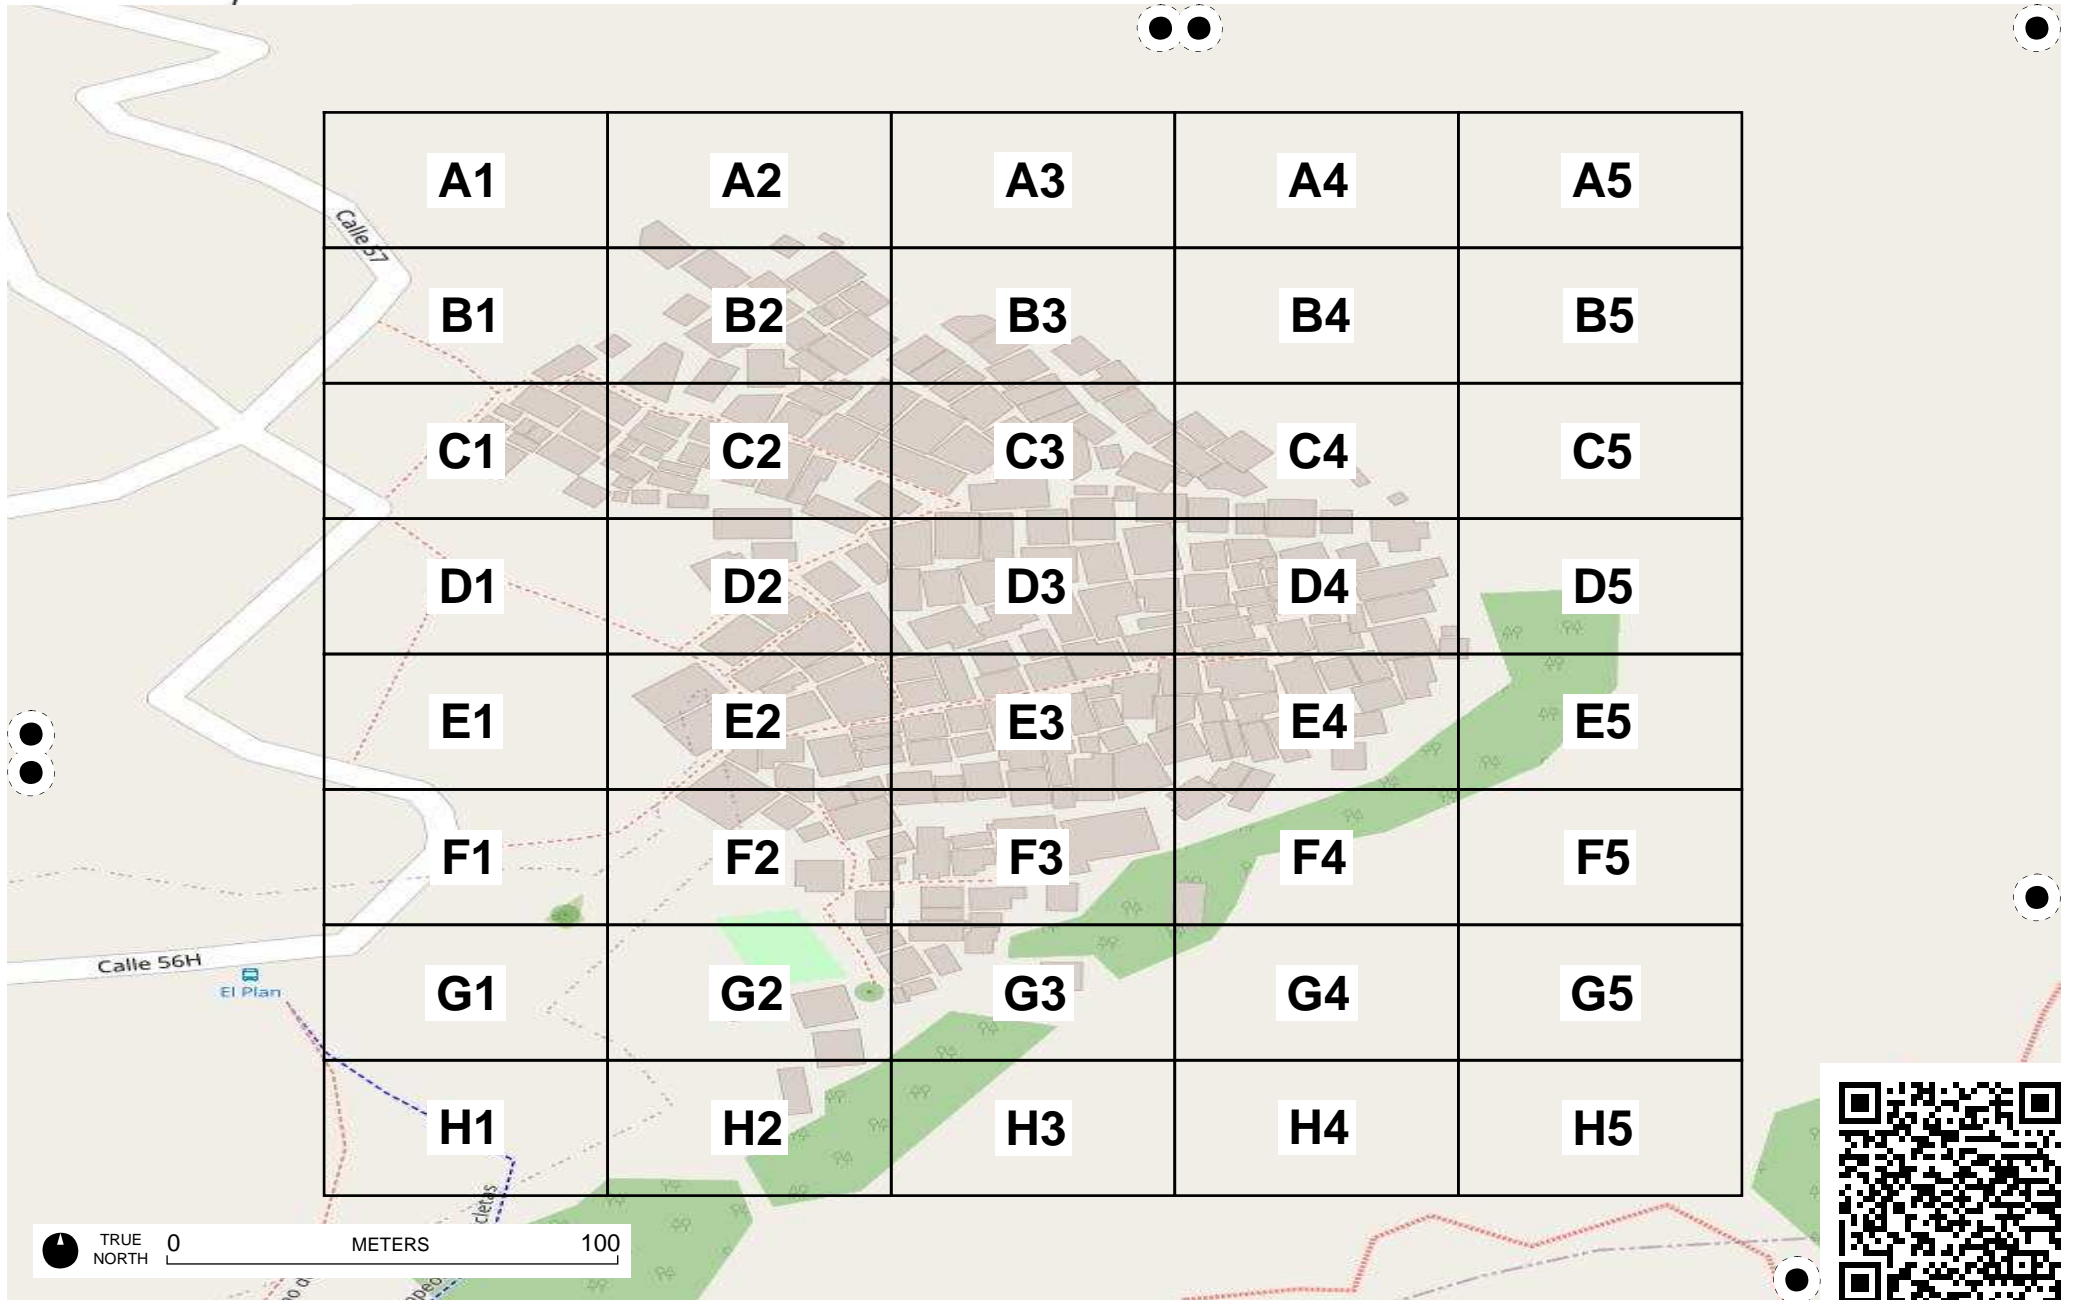 A1 A2 A3 A4 A5
Calle 57
B1 B2 B3 B4 B5
C1 C2 C3 C4 C5
D1 D2 D3 D4 D5
E1 E2 E3 E4 E5
F1 F2 F3 F4 F5
Calle 56H
El Plan
G1 G2 G3 G4 G5
H1 H2 H3 H4 H5
cletas
TRUE
NORTH
0 METERS 100